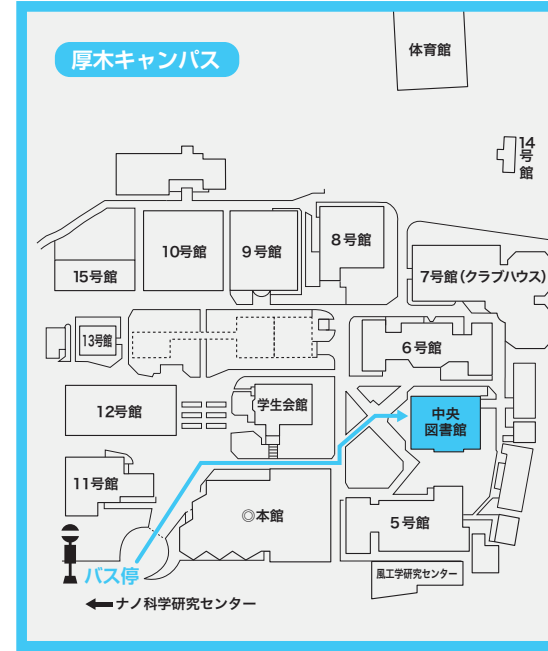 厚木キャンパス
体育館
14
号
館
8号館
10号館
9号館
15号館
7号館(クラブハウス)
13号館
6号館
12号館
学生会館
中央
図書館
11号館
◎本館
5号館
バス停
風工学研究センター
ナノ科学研究センター